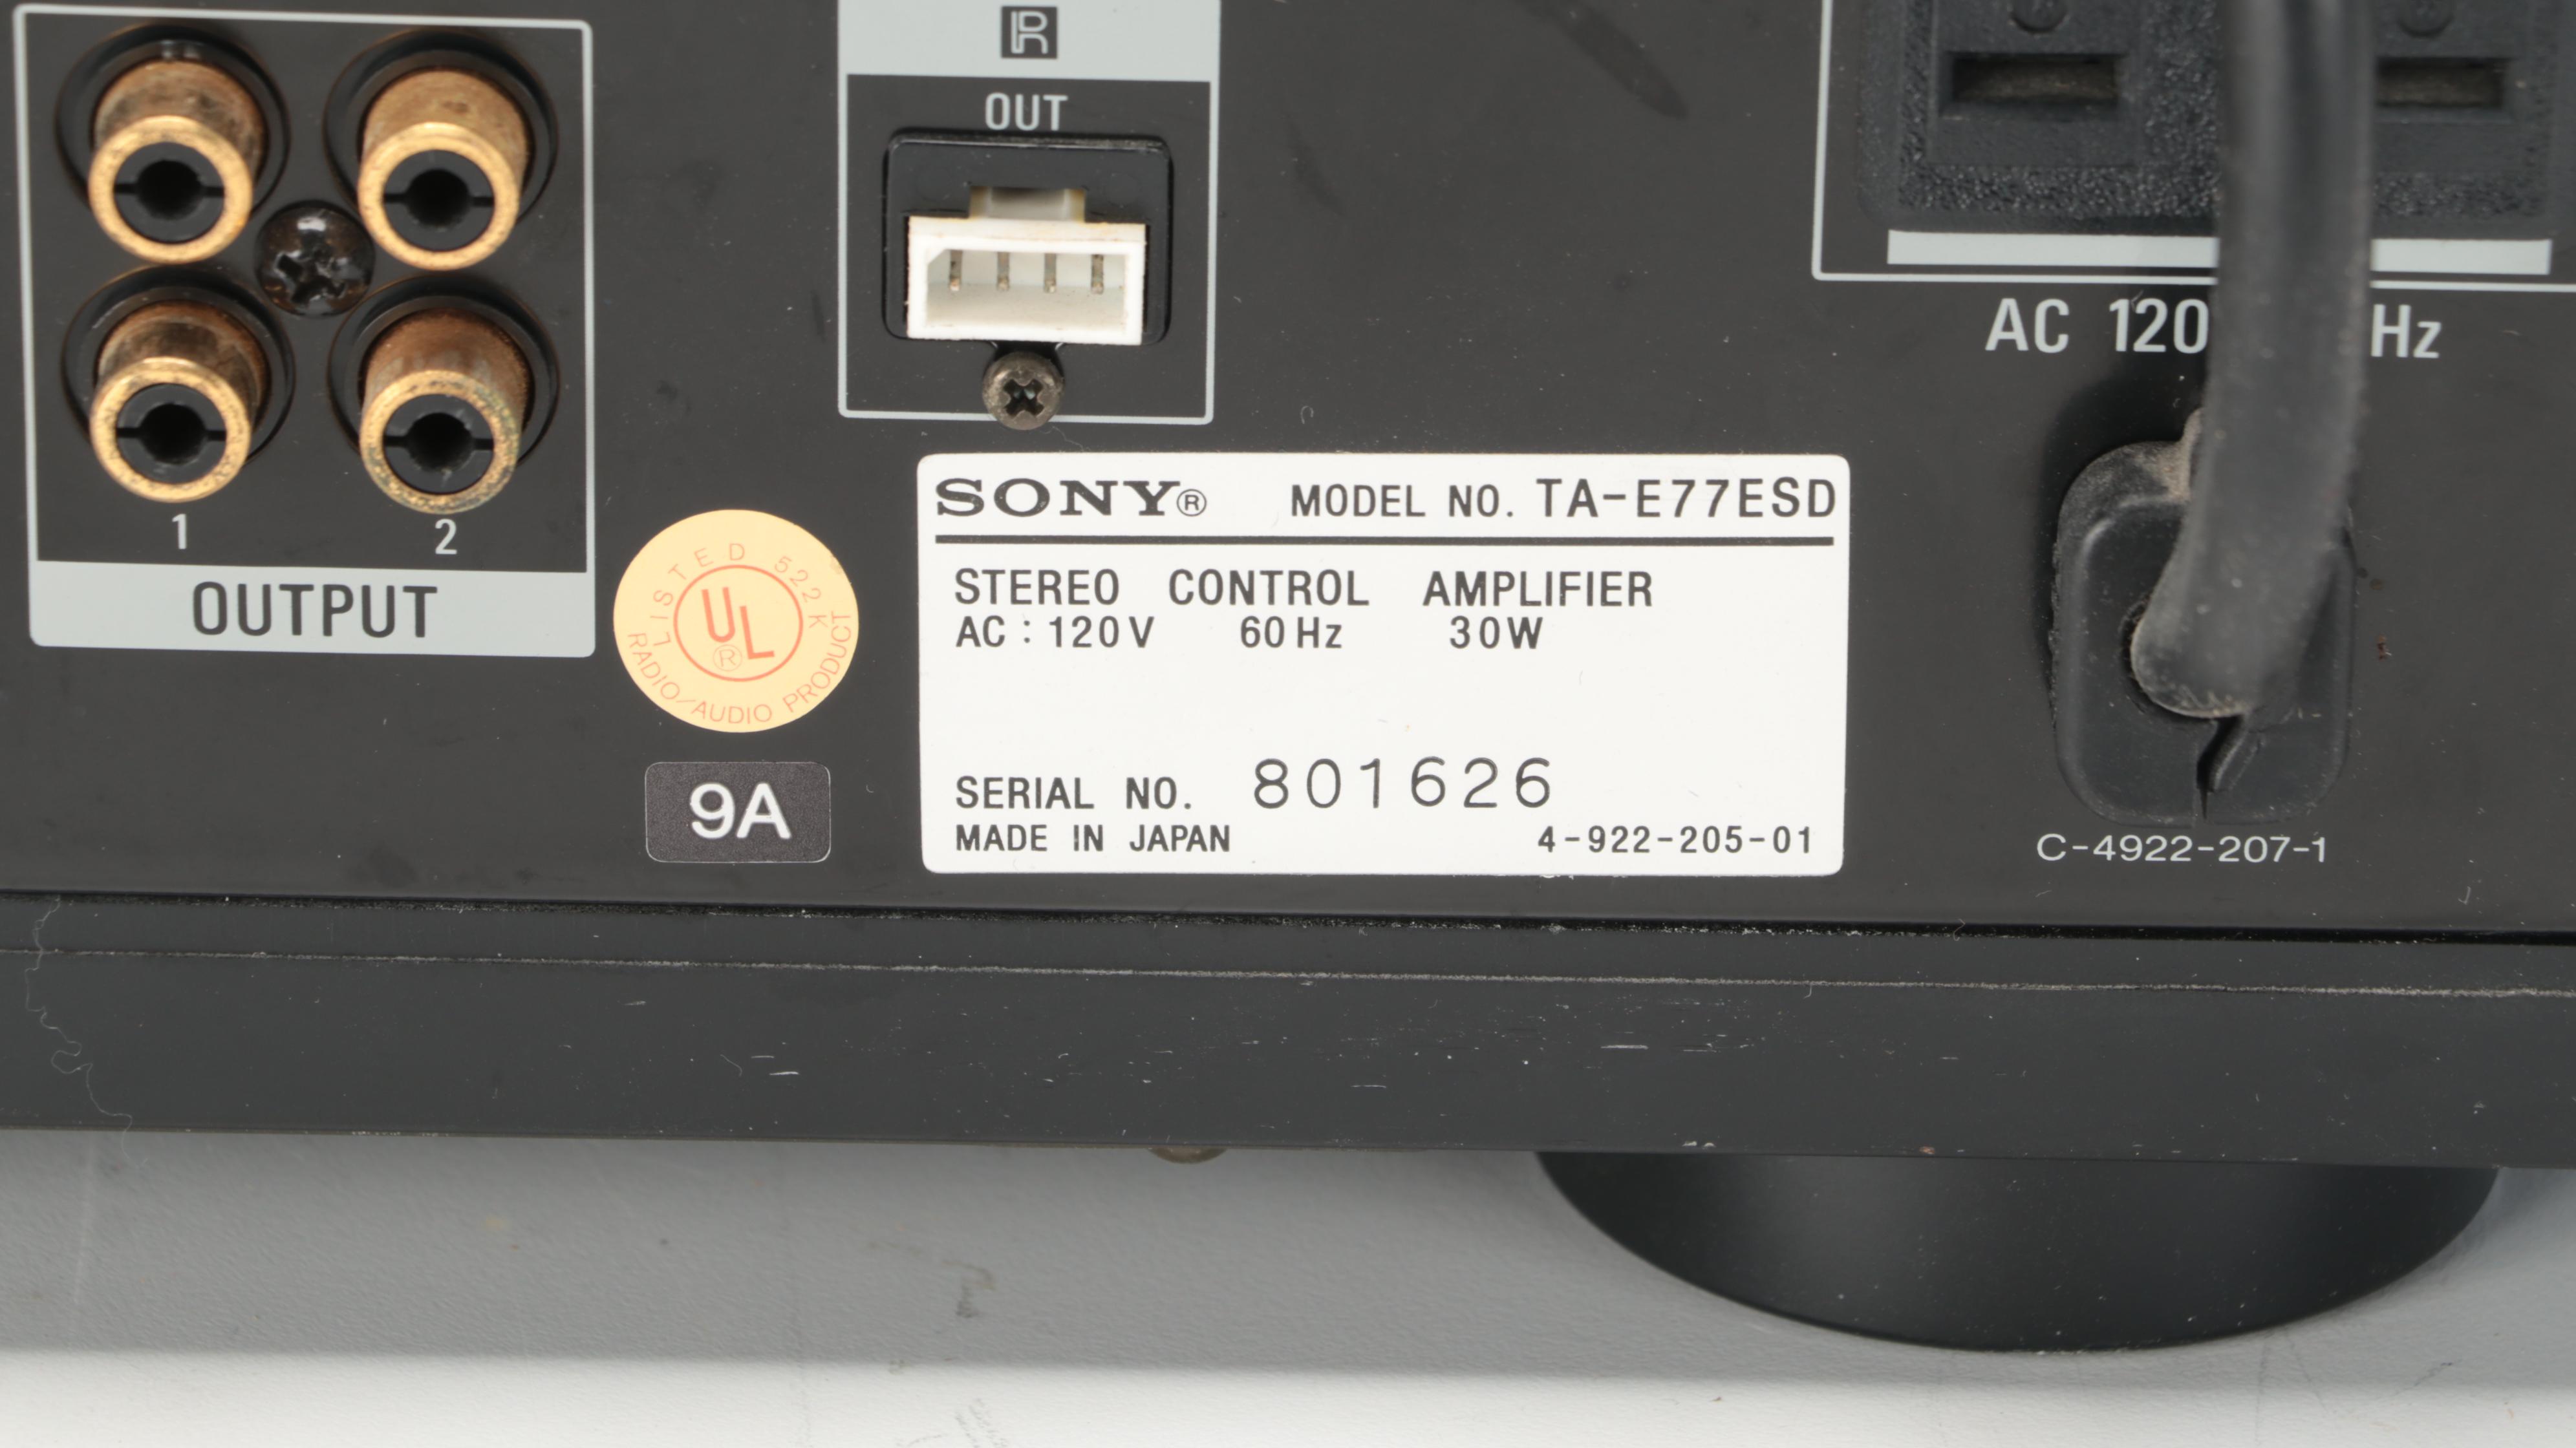 R
OUT
1 2
OUTPUT
AC 120 Hz
SONY® MODEL NO. TA-E77ESD
STEREO CONTROL AMPLIFIER
AC : 120V 60 Hz 30W
SERIAL NO. 801626
MADE IN JAPAN 4-922-205-01
LISTED 522K
UL
®
RADIO/AUDIO PRODUCT
9A
C-4922-207-1